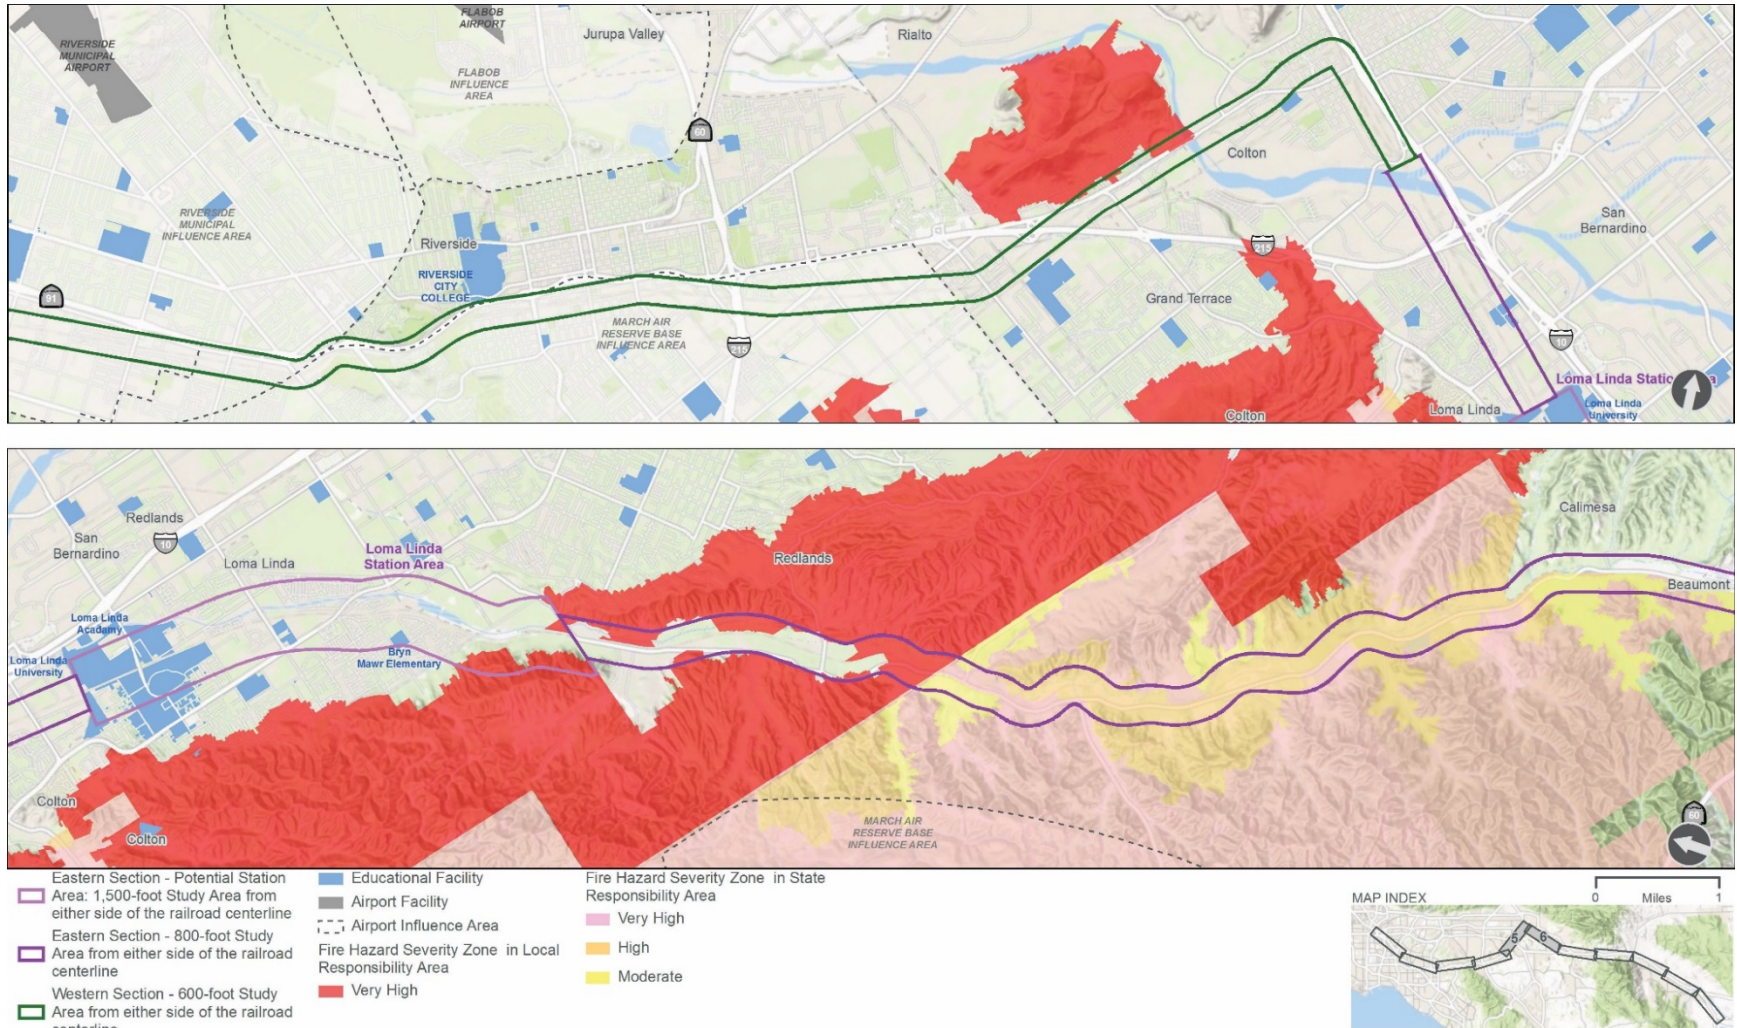 FLABOB
AIRPORT
RIVERSIDE
MUNICIPAL
AIRPORT
Jurupa Valley
Rialto
FLABOB
INFLUENCE
AREA
60
Colton
RIVERSIDE
MUNICIPAL
INFLUENCE AREA
Riverside
San
Bernardino
215
RIVERSIDE
CITY
COLLEGE
91
Grand Terrace
MARCH AIR
RESERVE BASE
INFLUENCE AREA
215
10
Loma Linda Static
a
Loma Linda
University
Colton
Loma Linda
Redlands
San
Bernardino
10
Loma Linda
Loma Linda
Station Area
Redlands
Calimesa
Beaumont
Loma Linda
Acadamy
Loma Linda
University
Bryn
Mawr Elementary
Colton
Colton
MARCH AIR
RESERVE BASE
INFLUENCE AREA
60
Eastern Section - Potential Station
Area: 1,500-foot Study Area from
either side of the railroad centerline
Eastern Section - 800-foot Study
Area from either side of the railroad
centerline
Western Section - 600-foot Study
Area from either side of the railroad
centerline
Educational Facility
Airport Facility
Airport Influence Area
Fire Hazard Severity Zone in Local
Responsibility Area
Very High
Fire Hazard Severity Zone in State
Responsibility Area
Very High
High
Moderate
0 Miles 1
MAP INDEX
5
6